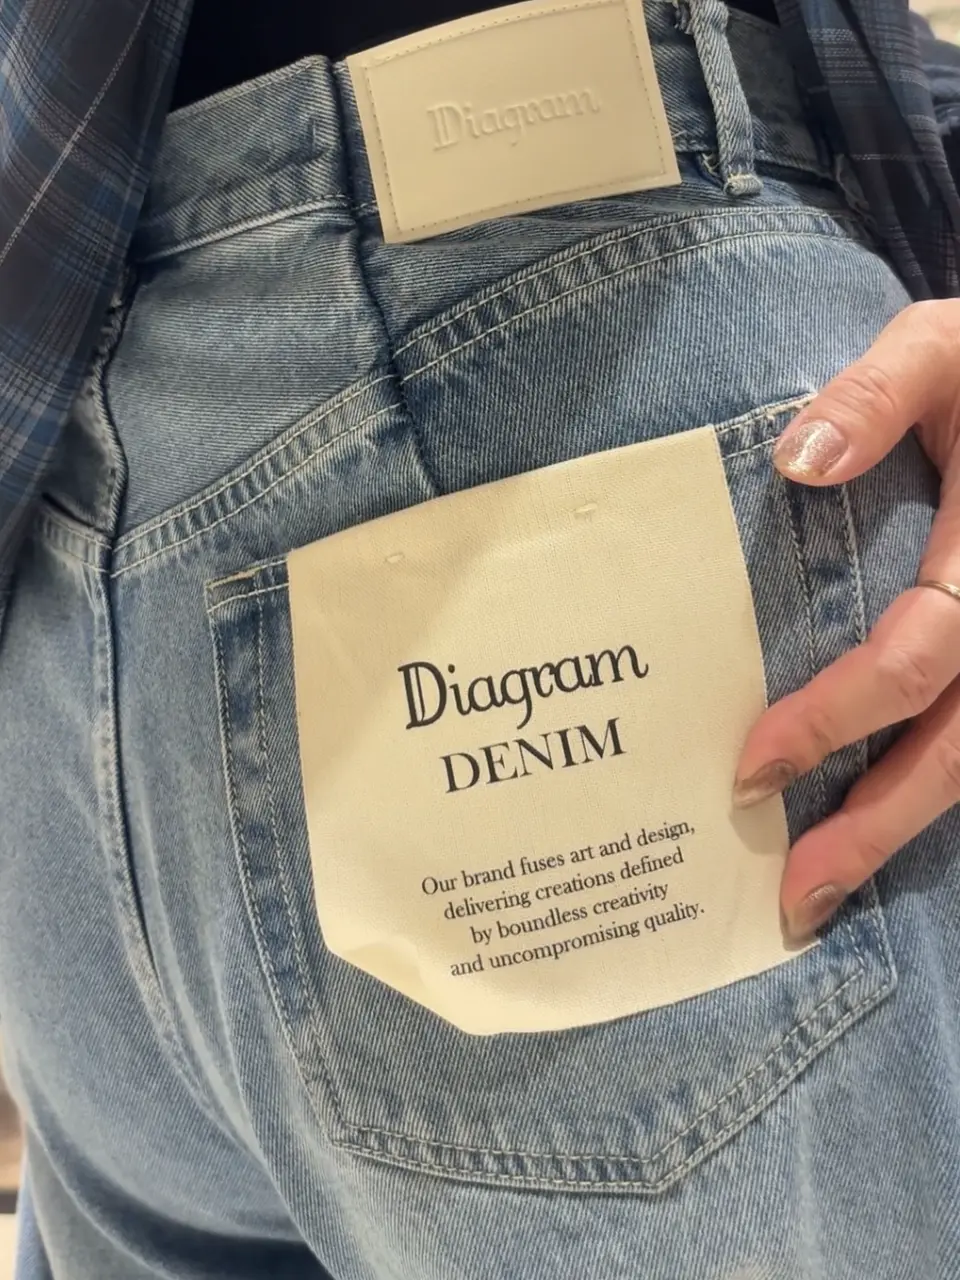 Diagram
Diagram
DENIM
Our brand fuses art and design,
delivering creations defined
by boundless creativity
and uncompromising quality.